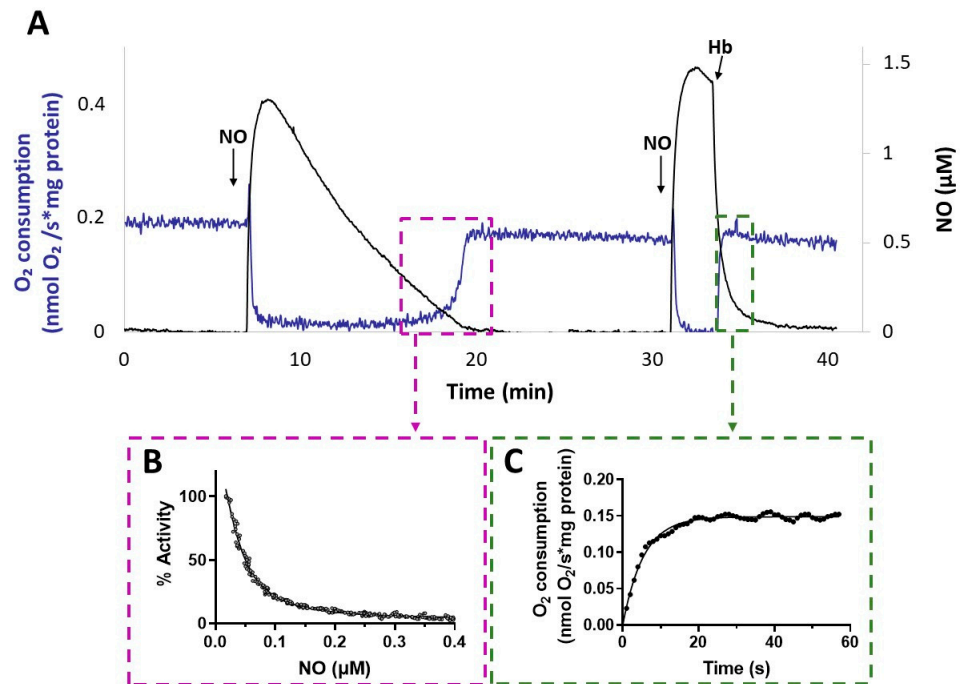 A
O₂ consumption
(nmol O₂ /s*mg protein)
0.4
0.2
0
NO
NO
Hb
1.5
1
0.5
0
NO (µM)
0
10
20
30
40
Time (min)
B
% Activity
100
50
0
0.0
0.1
0.2
0.3
0.4
NO (µM)
C
O₂ consumption
(nmol O₂/s*mg protein)
0.20
0.15
0.10
0.05
0.00
0
20
40
60
Time (s)